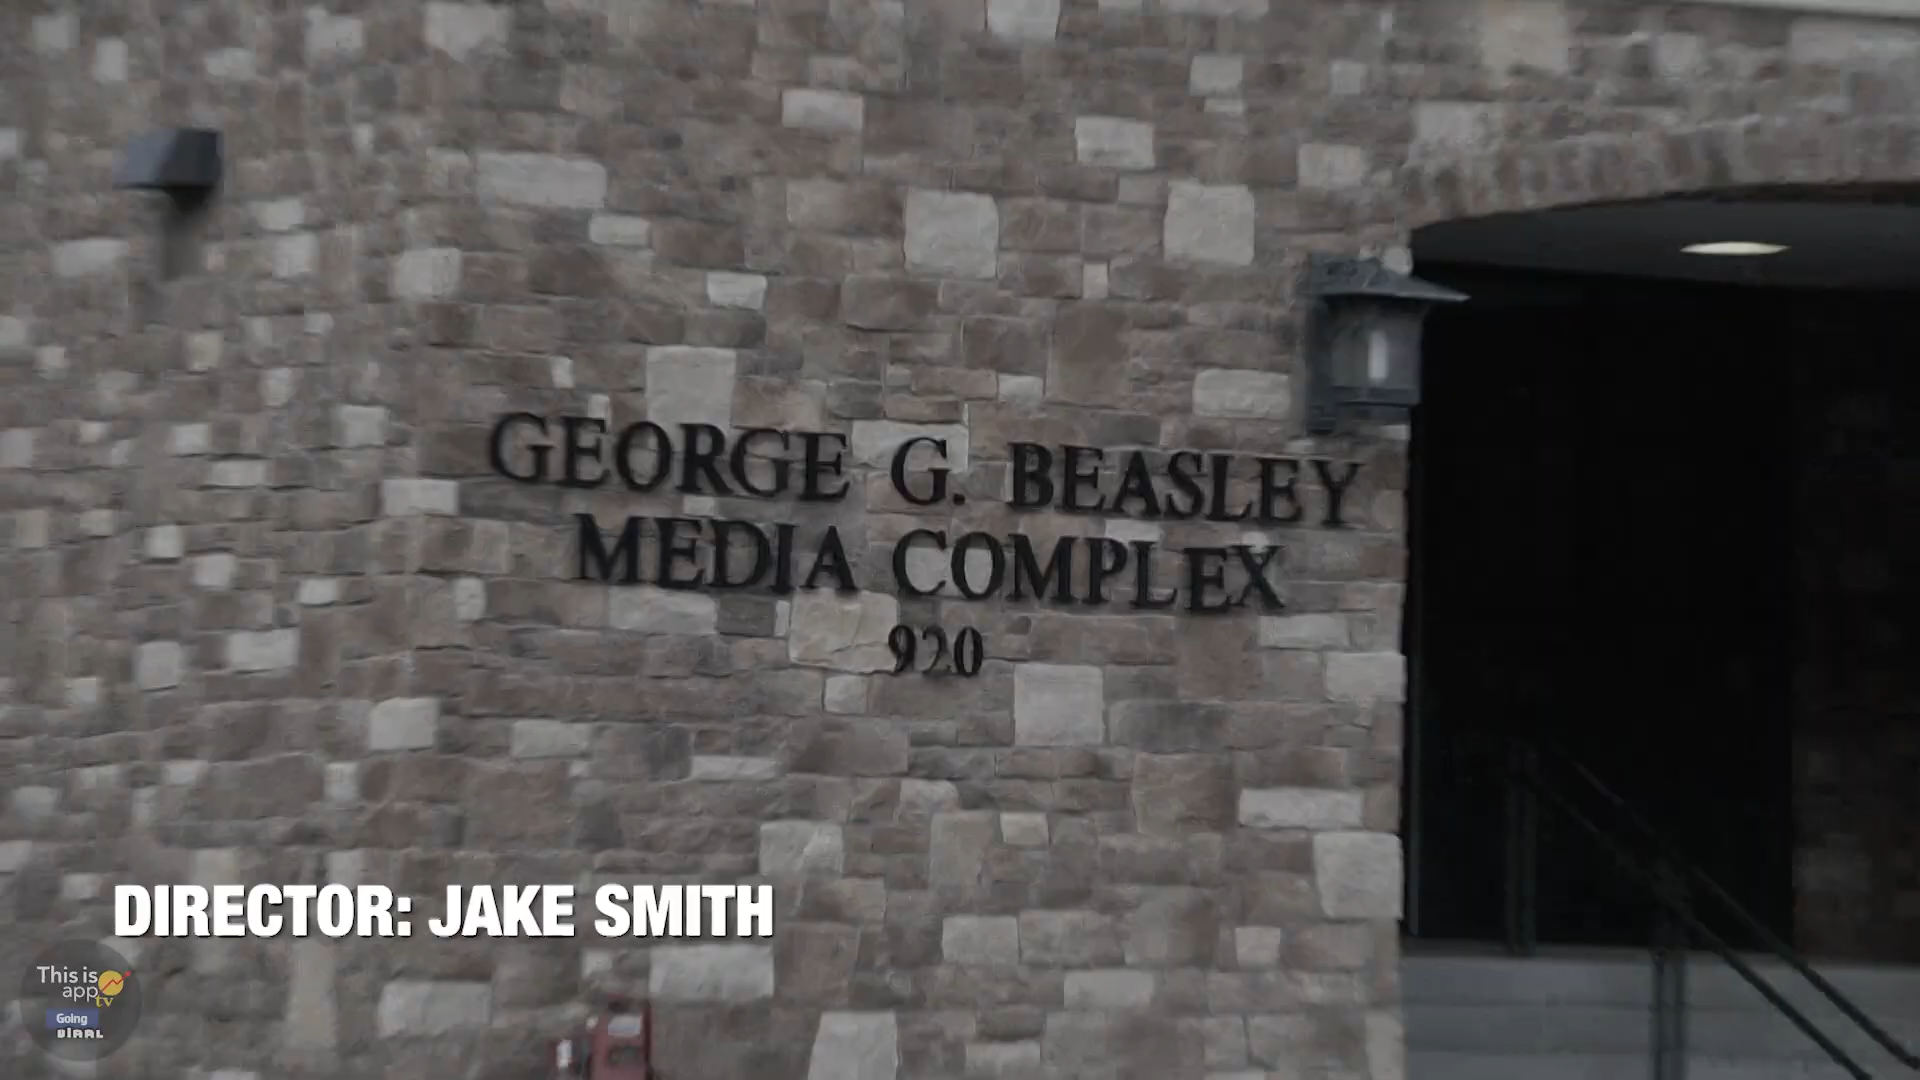 GEORGE G. BEASLEY
MEDIA COMPLEX
920
DIRECTOR: JAKE SMITH
This is
app
tv
Going